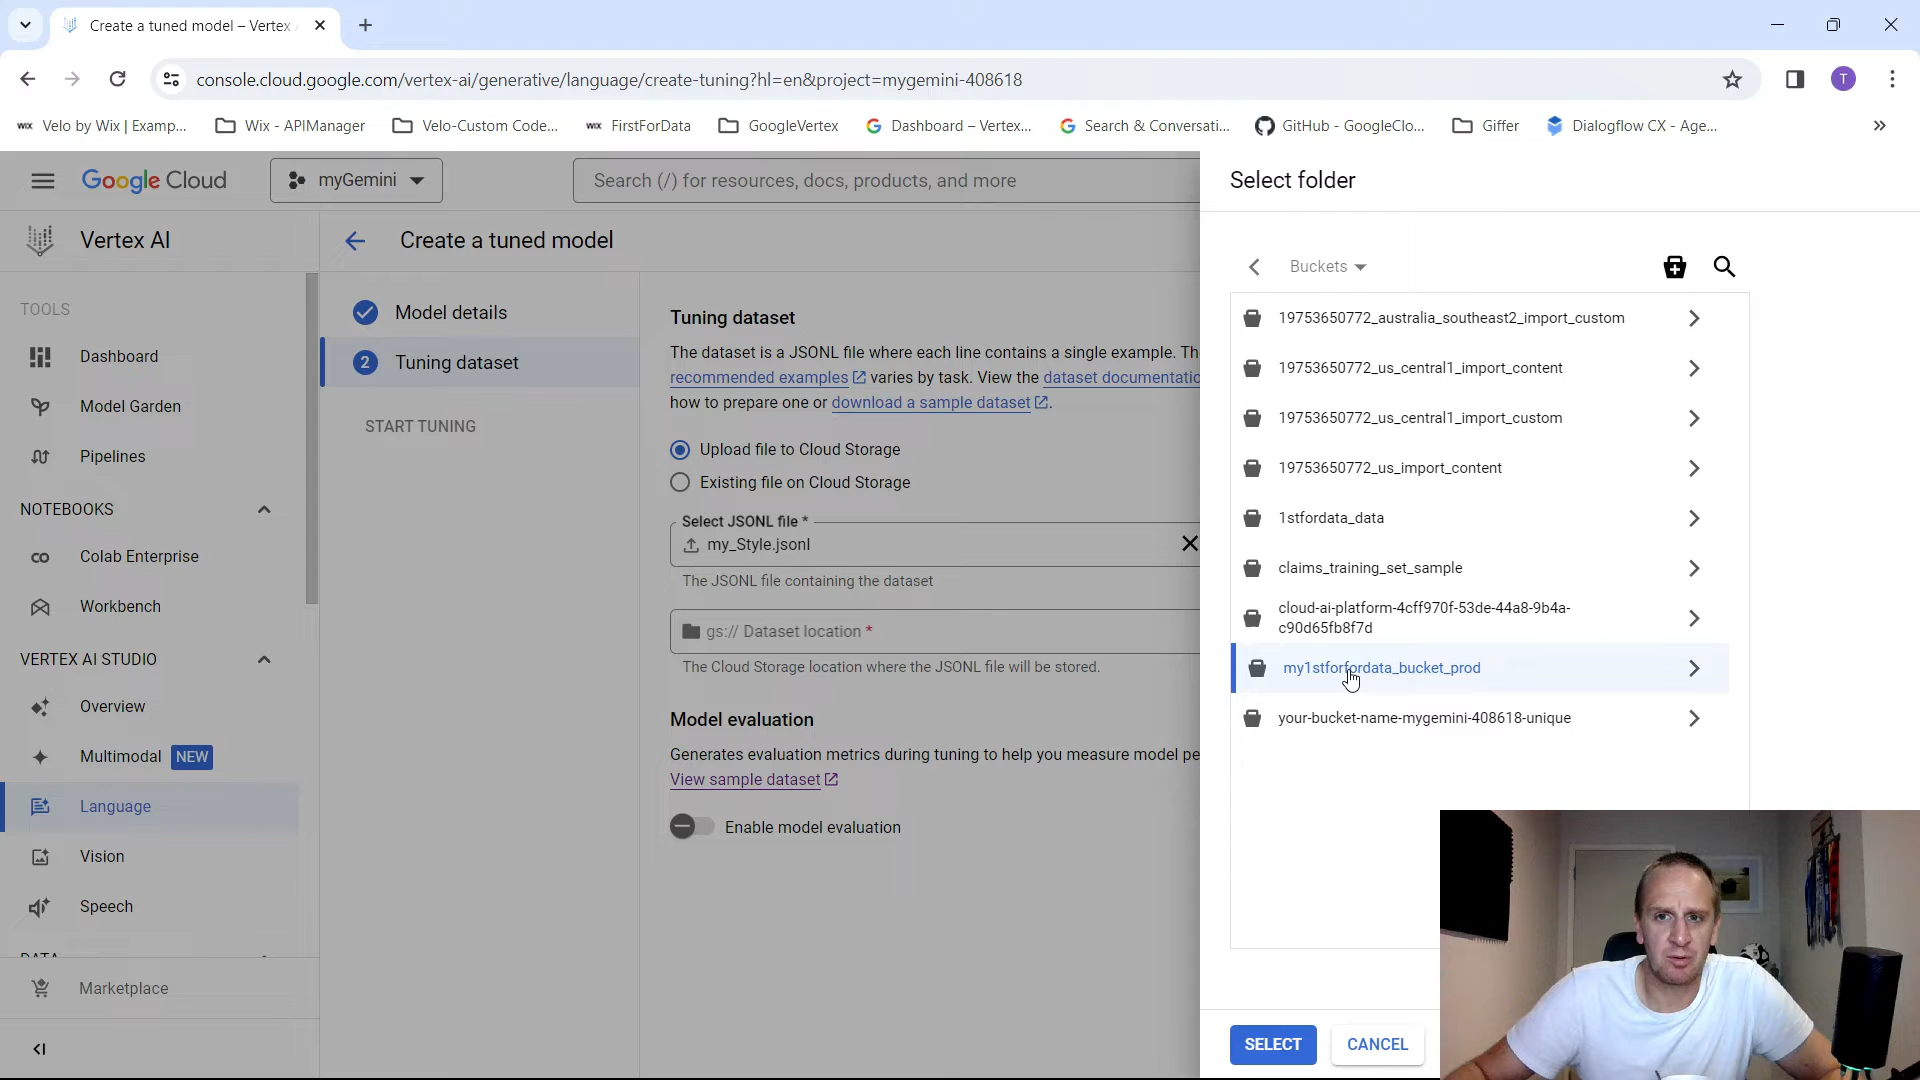 Create a tuned model – Vertex
console.cloud.google.com/vertex-ai/generative/language/create-tuning?hl=en&project=mygemini-408618
T
WIX Velo by Wix | Examp...
Wix - APIManager
Velo-Custom Code...
WIX FirstForData
GoogleVertex
Dashboard – Vertex...
Search & Conversati...
GitHub - GoogleClo...
Giffer
Dialogflow CX - Age...
Google Cloud
myGemini
Search (/) for resources, docs, products, and more
Vertex AI
TOOLS
Dashboard
Model Garden
Pipelines
NOTEBOOKS
Colab Enterprise
Workbench
VERTEX AI STUDIO
Overview
Multimodal NEW
Language
Vision
Speech
DATA
Marketplace
Create a tuned model
Model details
2 Tuning dataset
START TUNING
Tuning dataset
The dataset is a JSONL file where each line contains a single example. Th
recommended examples varies by task. View the dataset documentatio
how to prepare one or download a sample dataset.
Upload file to Cloud Storage
Existing file on Cloud Storage
Select JSONL file *
my_Style.jsonl
The JSONL file containing the dataset
gs:// Dataset location *
The Cloud Storage location where the JSONL file will be stored.
Model evaluation
Generates evaluation metrics during tuning to help you measure model pe
View sample dataset
Enable model evaluation
Select folder
Buckets
19753650772_australia_southeast2_import_custom
19753650772_us_central1_import_content
19753650772_us_central1_import_custom
19753650772_us_import_content
1stfordata_data
claims_training_set_sample
cloud-ai-platform-4cff970f-53de-44a8-9b4a-
c90d65fb8f7d
my1stforfordata_bucket_prod
your-bucket-name-mygemini-408618-unique
SELECT
CANCEL